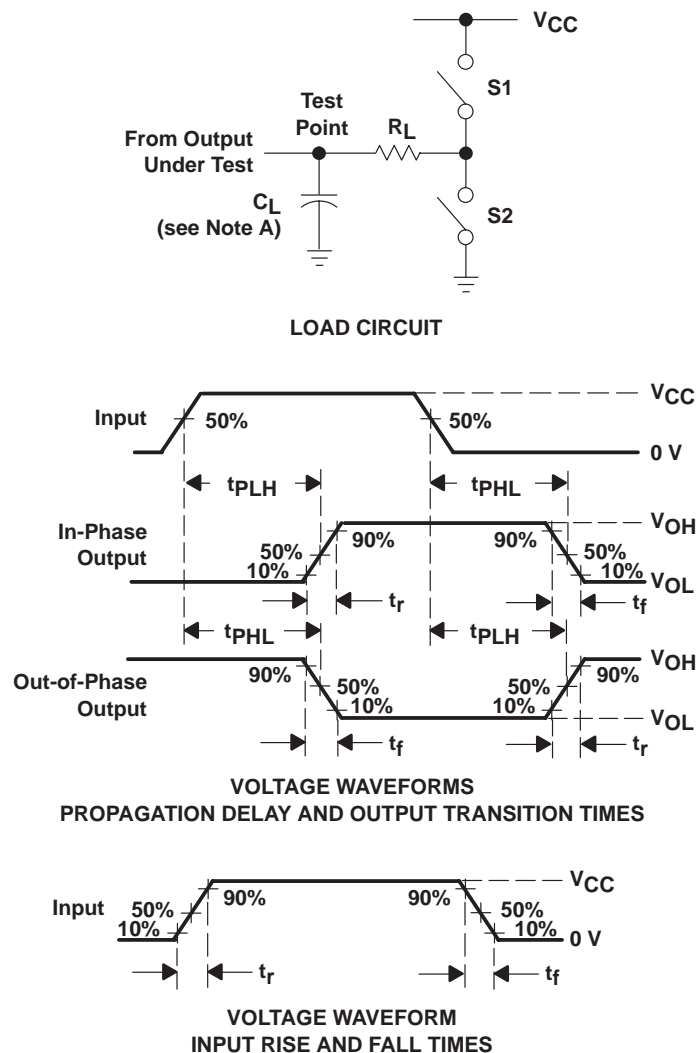 VCC
S1
Test
Point
RL
From Output
Under Test
CL
(see Note A)
S2
LOAD CIRCUIT
VCC
Input
50%
50%
0 V
tPLH
tPHL
In-Phase
Output
VOH
90%
90%
50%
50%
10%
10%
VOL
tr
tf
tPHL
tPLH
Out-of-Phase
Output
VOH
90%
90%
50%
50%
10%
10%
VOL
tf
tr
VOLTAGE WAVEFORMS
PROPAGATION DELAY AND OUTPUT TRANSITION TIMES
VCC
Input
90%
90%
50%
50%
10%
10%
0 V
tr
tf
VOLTAGE WAVEFORM
INPUT RISE AND FALL TIMES